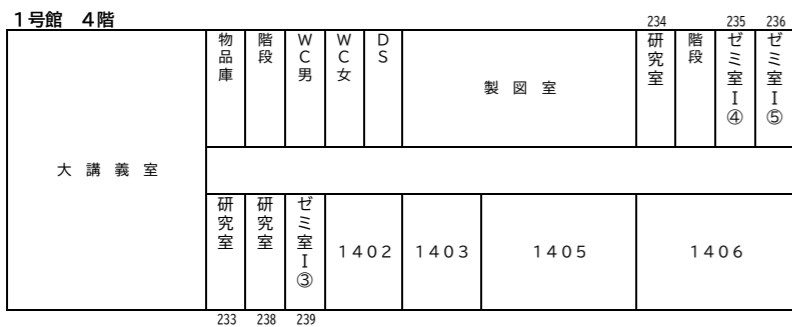 1号館　4階
234　235　236
物品庫
階段
WC男
WC女
DS
製図室
研究室
階段
ゼミ室Ⅰ④
ゼミ室Ⅰ⑤
大講義室
研究室
研究室
ゼミ室Ⅰ③
1402
1403
1405
1406
233　238　239